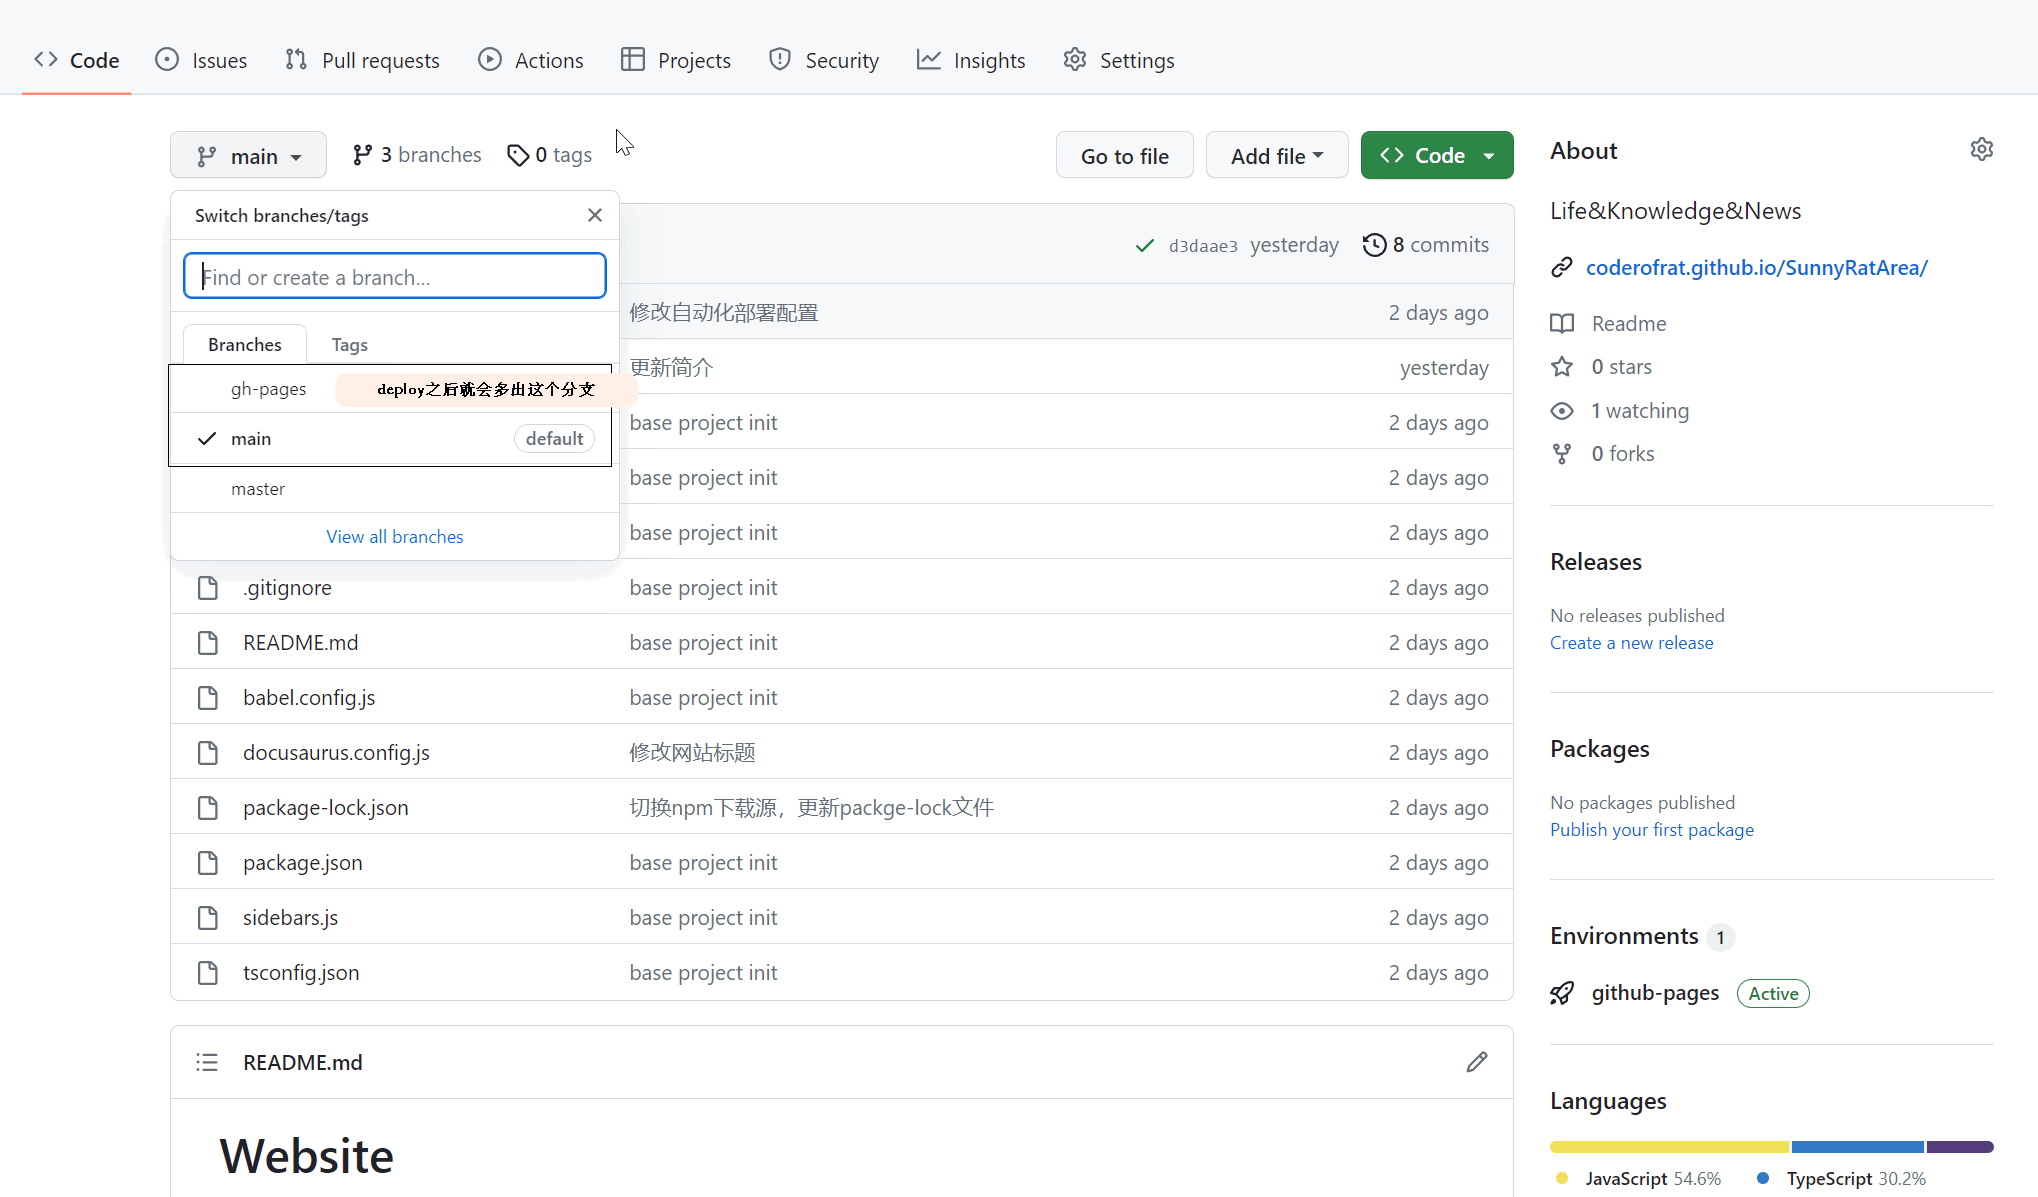 Code Issues Pull requests Actions Projects Security Insights Settings
main 3 branches 0 tags Go to file Add file Code
Switch branches/tags
Find or create a branch...
Branches Tags
gh-pages deploy之后就会多出这个分支
main default
master
View all branches
d3daae3 yesterday 8 commits
修改自动化部署配置 2 days ago
更新简介 yesterday
base project init 2 days ago
base project init 2 days ago
base project init 2 days ago
.gitignore base project init 2 days ago
README.md base project init 2 days ago
babel.config.js base project init 2 days ago
docusaurus.config.js 修改网站标题 2 days ago
package-lock.json 切换npm下载源，更新packge-lock文件 2 days ago
package.json base project init 2 days ago
sidebars.js base project init 2 days ago
tsconfig.json base project init 2 days ago
README.md
Website
About
Life&Knowledge&News
coderofrat.github.io/SunnyRatArea/
Readme
0 stars
1 watching
0 forks
Releases
No releases published
Create a new release
Packages
No packages published
Publish your first package
Environments 1
github-pages Active
Languages
JavaScript 54.6% TypeScript 30.2%